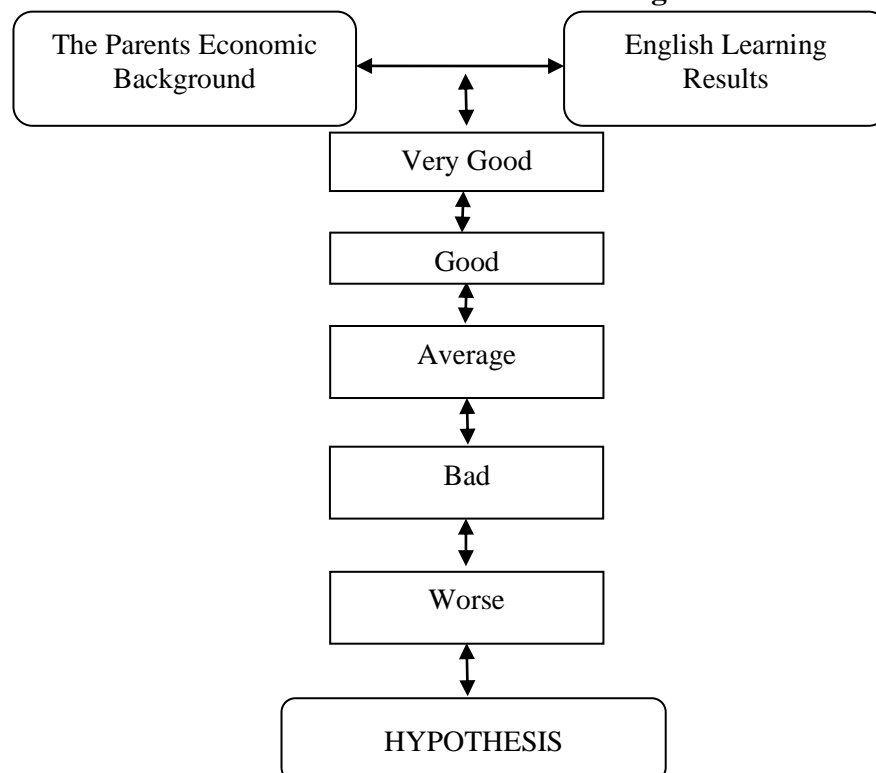 The Parents Economic
Background
English Learning
Results
Very Good
Good
Average
Bad
Worse
HYPOTHESIS